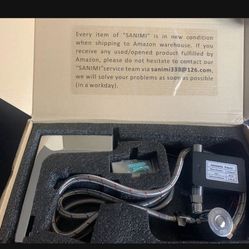 Every item of "SANIMI" is in new condition
when shipping to Amazon warehouse. If you
receive any used/opened product fulfilled by
Amazon, please do not hesitate to contact our
"SANIMI"service team via sanimi333@126.com,
we will solve your problems as soon as possible
(in a workday).